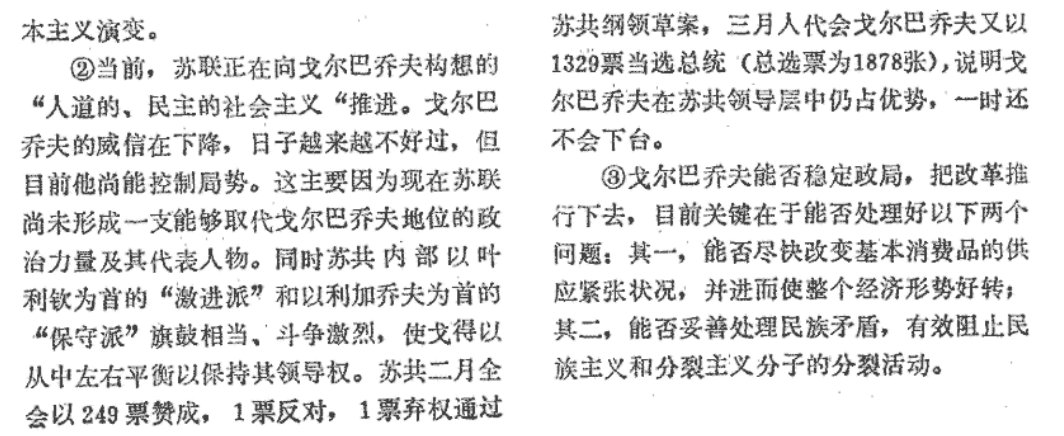 本主义演变。
②当前，苏联正在向戈尔巴乔夫构想的
“人道的、民主的社会主义“推进。戈尔巴
乔夫的威信在下降，日子越来越不好过，但
目前他尚能控制局势。这主要因为现在苏联
尚未形成一支能够取代戈尔巴乔夫地位的政
治力量及其代表人物。同时苏共内部以叶
利钦为首的“激进派”和以利加乔夫为首的
“保守派”旗鼓相当、斗争激烈，使戈得以
从中左右平衡以保持其领导权。苏共二月全
会以249票赞成，1票反对，1票弃权通过
苏共纲领草案，三月人代会戈尔巴乔夫又以
1329票当选总统（总选票为1878张），说明戈
尔巴乔夫在苏共领导层中仍占优势，一时还
不会下台。
③戈尔巴乔夫能否稳定政局，把改革推
行下去，目前关键在于能否处理好以下两个
问题：其一，能否尽快改变基本消费品的供
应紧张状况，并进而使整个经济形势好转；
其二，能否妥善处理民族矛盾，有效阻止民
族主义和分裂主义分子的分裂活动。